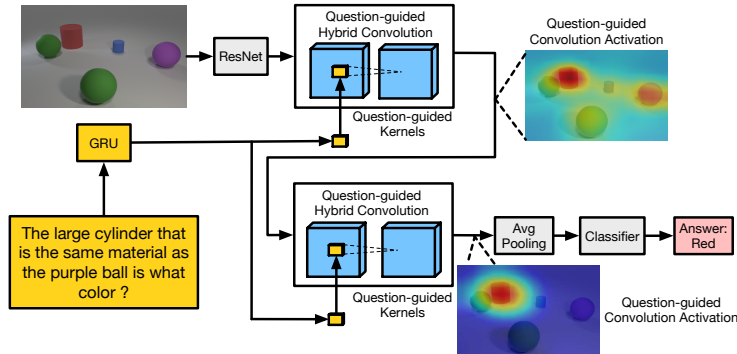 Question-guided
Hybrid Convolution
Question-guided
Convolution Activation
ResNet
Question-guided
Kernels
GRU
The large cylinder that
is the same material as
the purple ball is what
color ?
Question-guided
Hybrid Convolution
Question-guided
Kernels
Avg
Pooling
Classifier
Answer:
Red
Question-guided
Convolution Activation